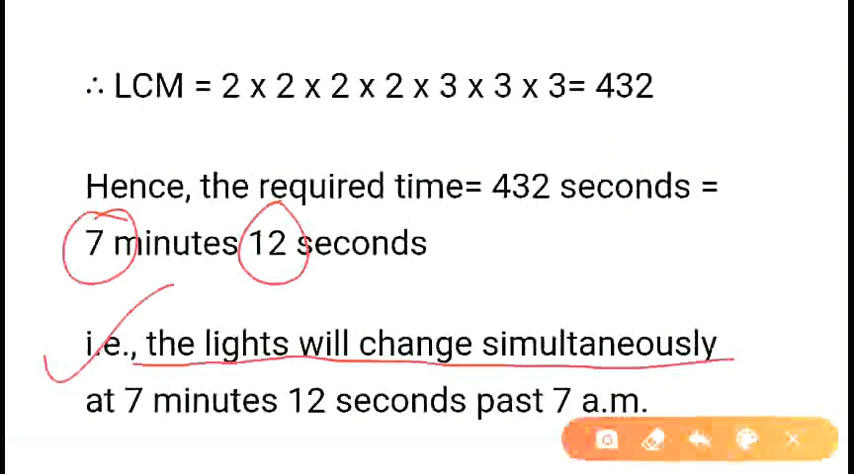 ∴ LCM = 2 x 2 x 2 x 2 x 3 x 3 x 3= 432
Hence, the required time= 432 seconds =
7 minutes 12 seconds
i.e., the lights will change simultaneously
at 7 minutes 12 seconds past 7 a.m.